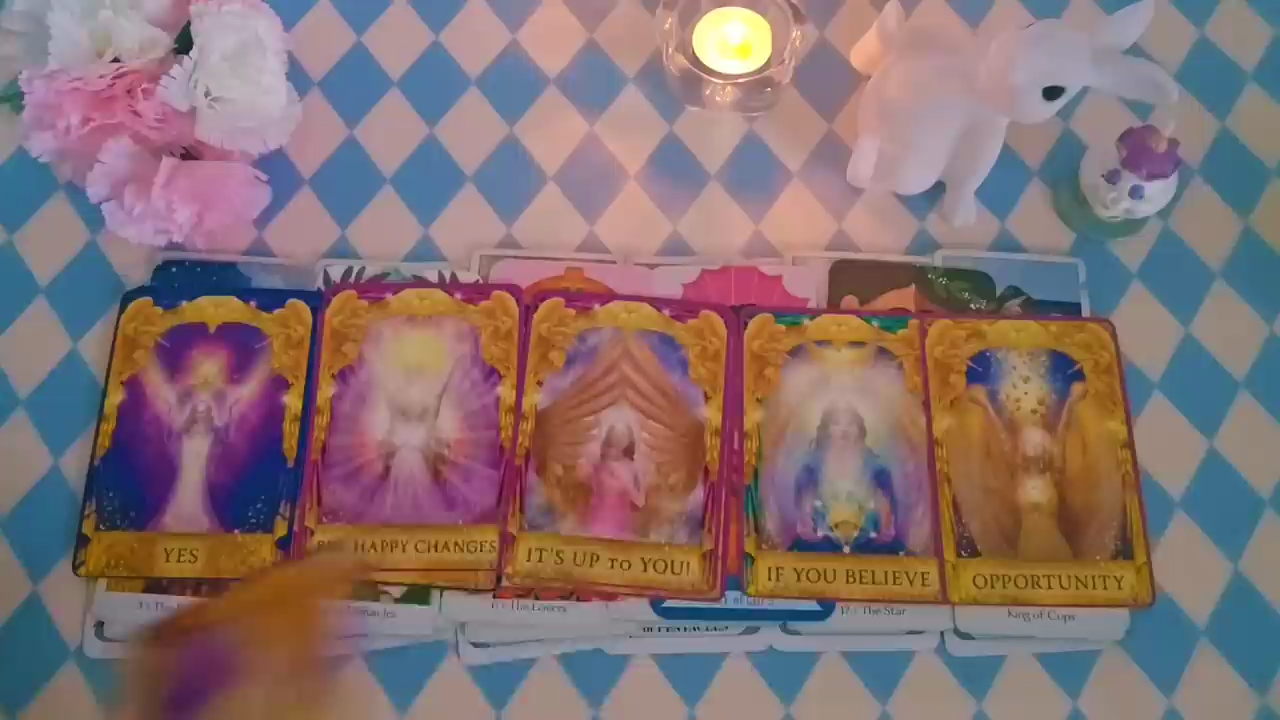 YES
HAPPY CHANGES
IT'S UP TO YOU!
IF YOU BELIEVE
OPPORTUNITY
The Lovers
17 : The Star
King of Cups